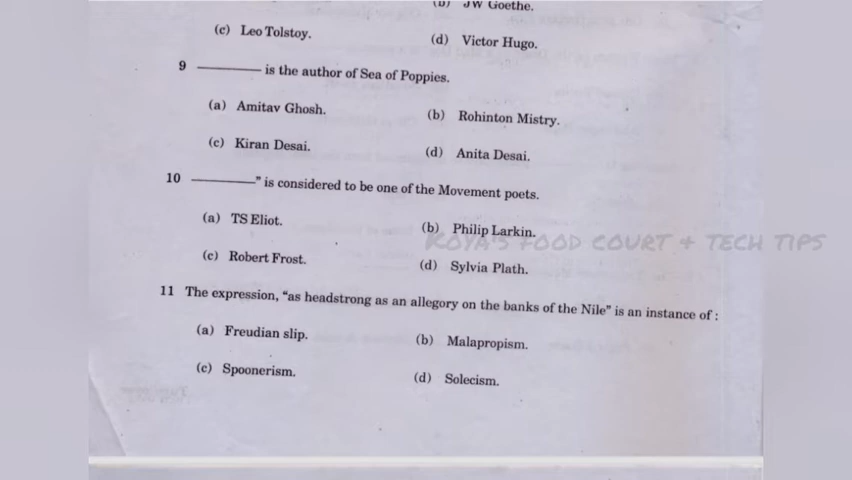 (b) JW Goethe.
(c) Leo Tolstoy.
(d) Victor Hugo.
9 ———— is the author of Sea of Poppies.
(a) Amitav Ghosh.
(b) Rohinton Mistry.
(c) Kiran Desai.
(d) Anita Desai.
10 ————" is considered to be one of the Movement poets.
(a) TS Eliot.
(b) Philip Larkin.
KOYA'S FOOD COURT + TECH TIPS
(c) Robert Frost.
(d) Sylvia Plath.
11 The expression, "as headstrong as an allegory on the banks of the Nile" is an instance of :
(a) Freudian slip.
(b) Malapropism.
(c) Spoonerism.
(d) Solecism.